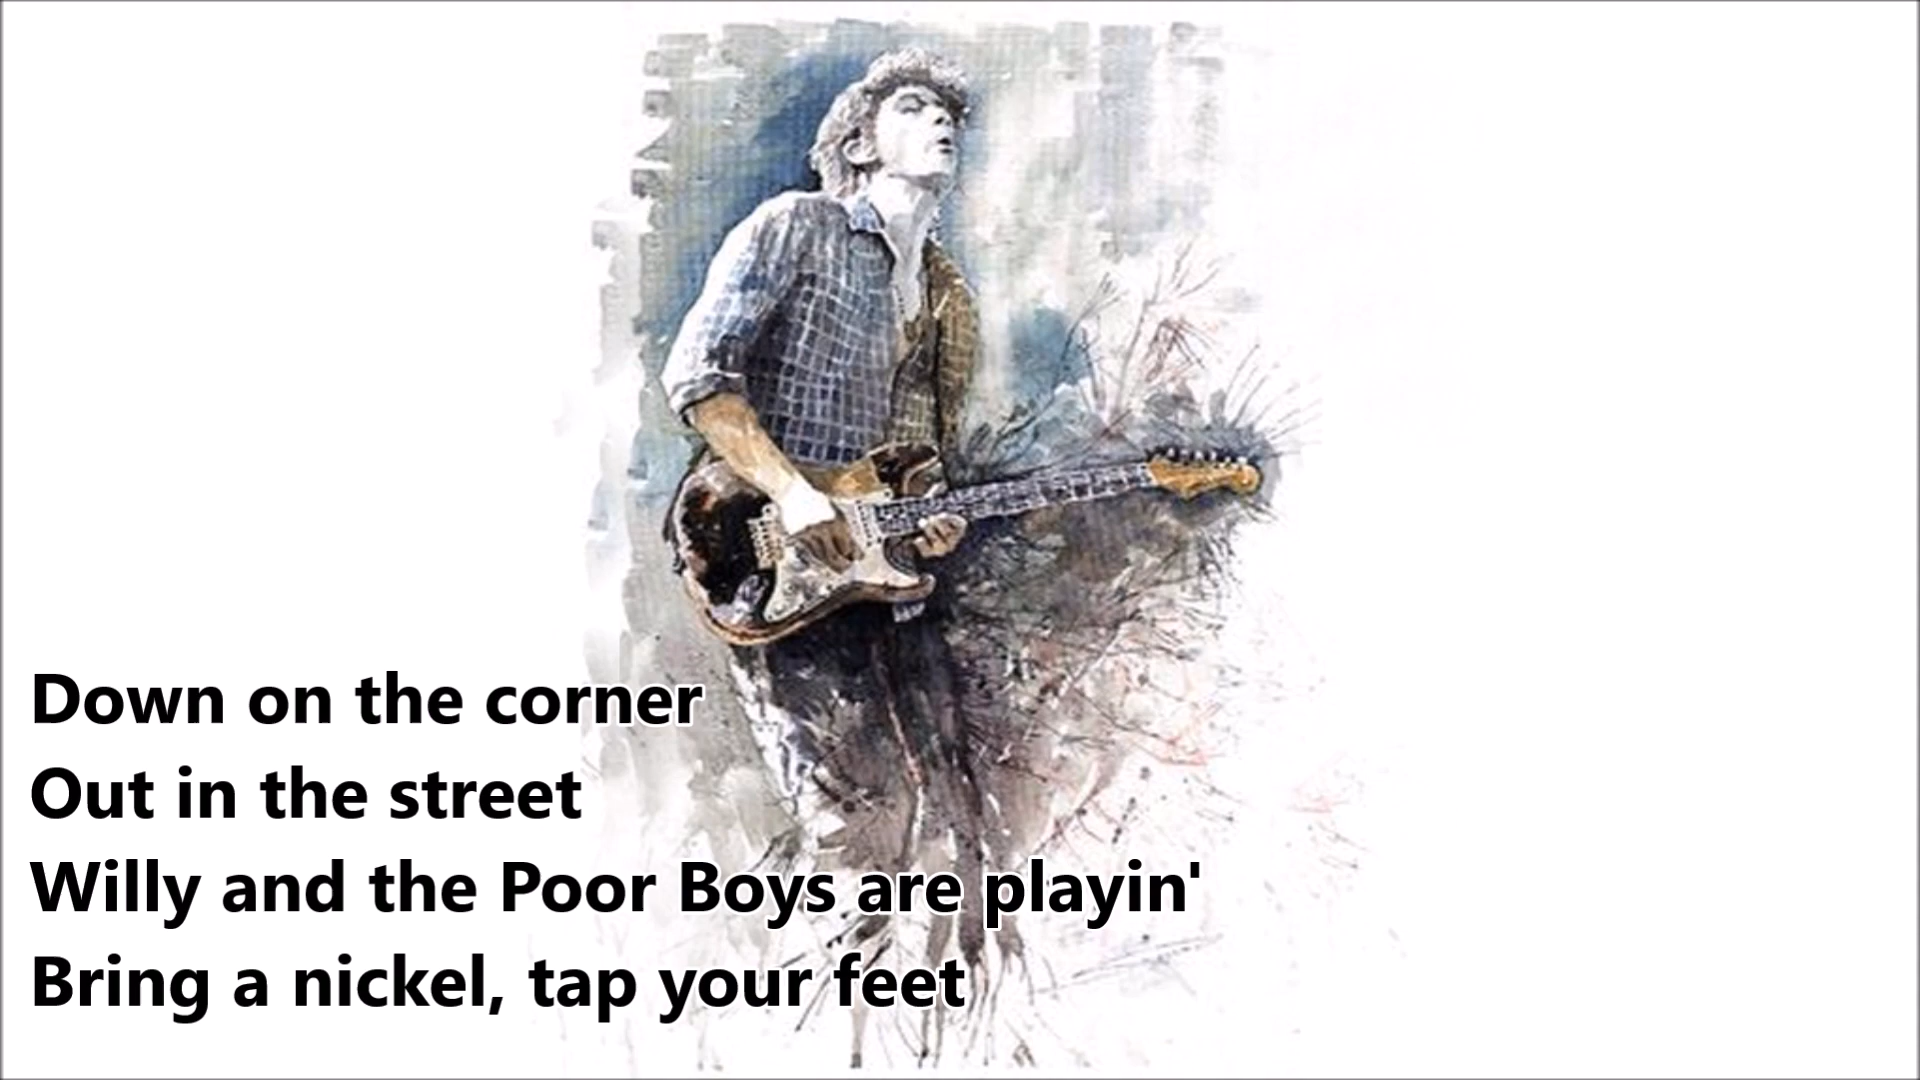 Down on the corner
Out in the street
Willy and the Poor Boys are playin'
Bring a nickel, tap your feet